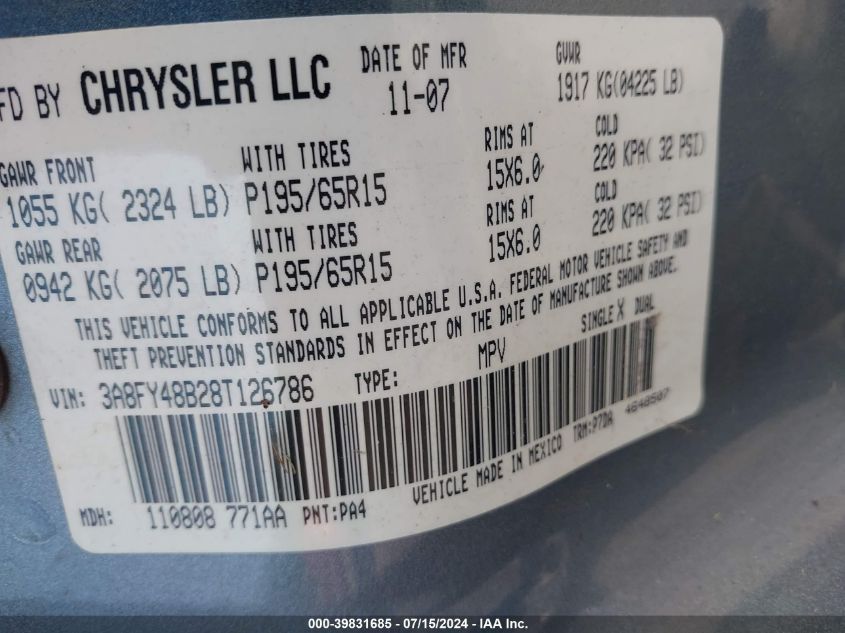 FD BY CHRYSLER LLC DATE OF MFR GVWR
11-07 1917 KG(04225 LB)
GAWR FRONT WITH TIRES RIMS AT COLD
1055 KG( 2324 LB) P195/65R15 15X6.0 220 KPA( 32 PSI)
GAWR REAR WITH TIRES RIMS AT COLD
0942 KG( 2075 LB) P195/65R15 15X6.0 220 KPA( 32 PSI)
THIS VEHICLE CONFORMS TO ALL APPLICABLE U.S.A. FEDERAL MOTOR VEHICLE SAFETY AND
THEFT PREVENTION STANDARDS IN EFFECT ON THE DATE OF MANUFACTURE SHOWN ABOVE.
VIN: 3A8FY48B28T126786 TYPE: MPV SINGLE X DUAL
MDH: 110808 771AA PNT:PA4 VEHICLE MADE IN MEXICO TRM:P7DA 4648507
000-39831685 - 07/15/2024 - IAA Inc.